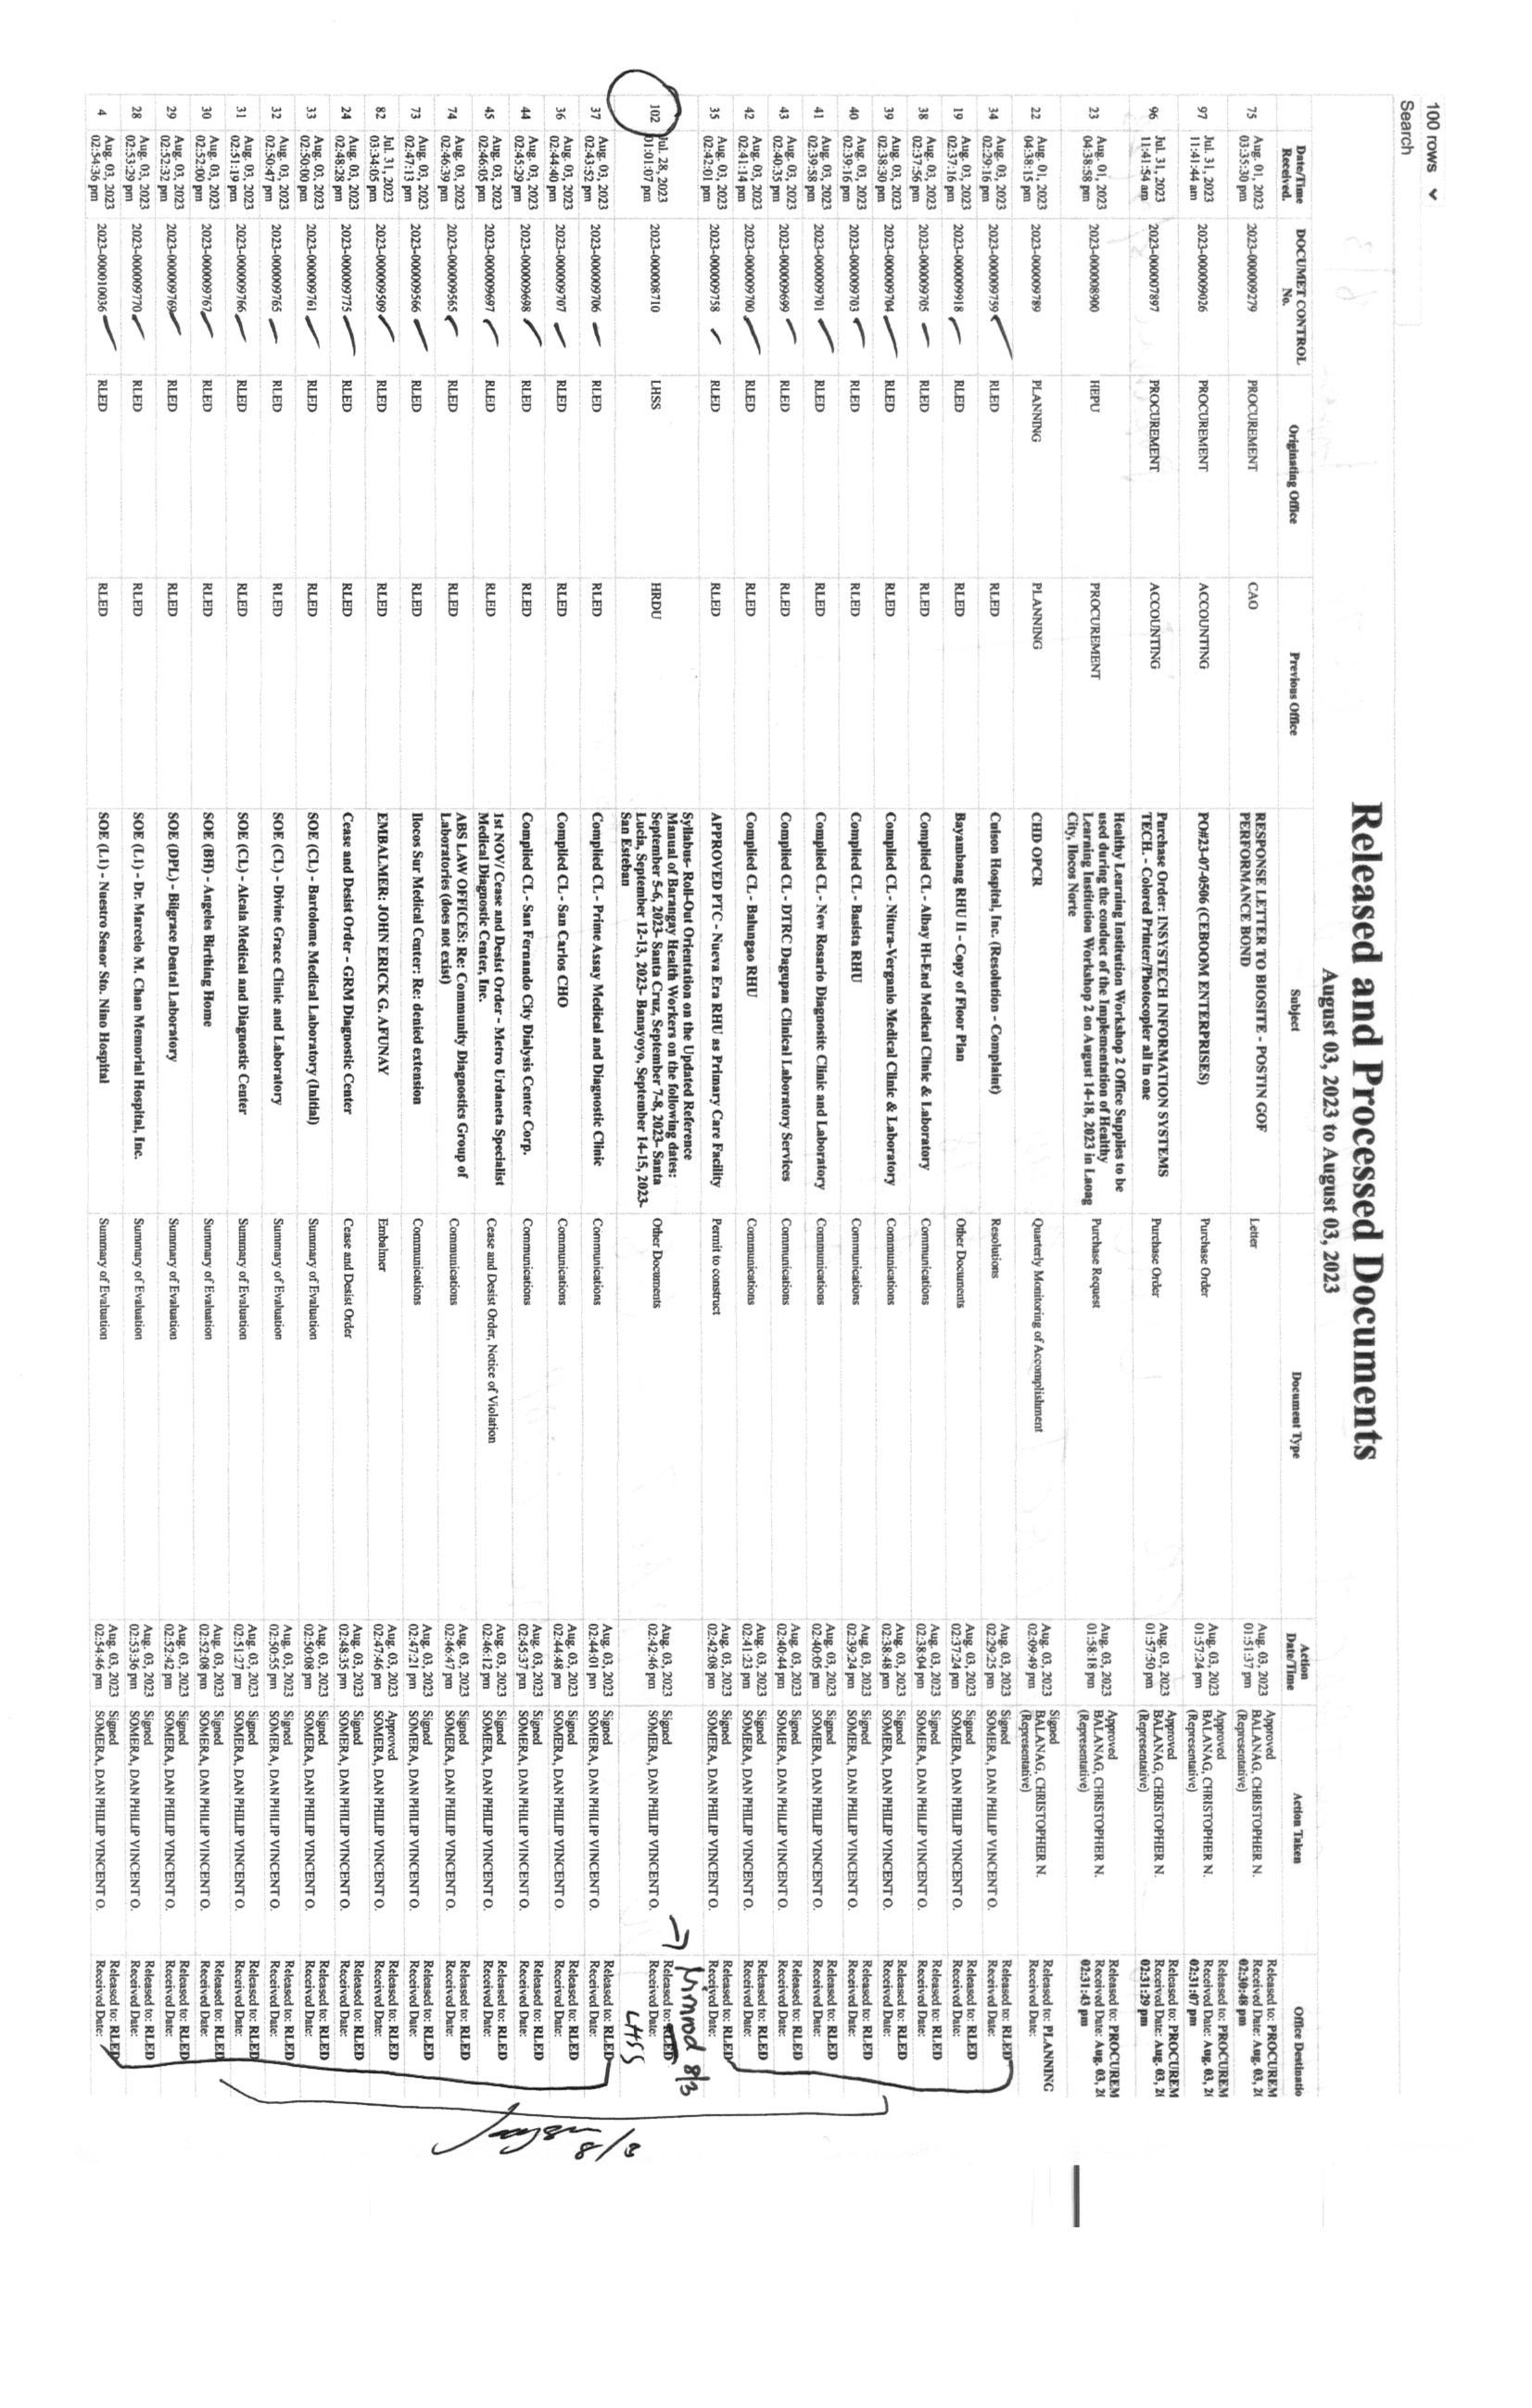 100 rows
Search
Released and Processed Documents
August 03, 2023 to August 03, 2023
Date/Time Received. DOCUMET CONTROL No. Originating Office Previous Office Subject Document Type Action Date/Time Action Taken Office Destinatio
75 Aug. 01, 2023 03:35:30 pm 2023-0000009279 PROCUREMENT CAO RESPONSE LETTER TO BIOSITE - POSTIN GOF PERFORMANCE BOND Letter Aug. 03, 2023 01:51:37 pm Approved BALANAG, CHRISTOPHER N. (Representative) Released to: PROCUREM Received Date: Aug. 03, 2( 02:30:48 pm
97 Jul. 31, 2023 11:41:44 am 2023-0000009026 PROCUREMENT ACCOUNTING PO#23-07-0506 (CEBOOM ENTERPRISES) Purchase Order Aug. 03, 2023 01:57:24 pm Approved BALANAG, CHRISTOPHER N. (Representative) Released to: PROCUREM Received Date: Aug. 03, 2( 02:31:07 pm
96 Jul. 31, 2023 11:41:54 am 2023-0000007897 PROCUREMENT ACCOUNTING Purchase Order: INSYSTECH INFORMATION SYSTEMS TECH. - Colored Printer/Photocopier all in one Purchase Order Aug. 03, 2023 01:57:50 pm Approved BALANAG, CHRISTOPHER N. (Representative) Released to: PROCUREM Received Date: Aug. 03, 2( 02:31:29 pm
23 Aug. 01, 2023 04:38:58 pm 2023-0000008900 HEPU PROCUREMENT Healthy Learning Institution Workshop 2 Office Supplies to be used during the conduct of the Implementation of Healthy Learning Institution Workshop 2 on August 14-18, 2023 in Laoag City, Ilocos Norte Purchase Request Aug. 03, 2023 01:58:18 pm Approved BALANAG, CHRISTOPHER N. (Representative) Released to: PROCUREM Received Date: Aug. 03, 2( 02:31:43 pm
22 Aug. 01, 2023 04:38:15 pm 2023-0000009789 PLANNING PLANNING CHD OPCR Quarterly Monitoring of Accomplishment Aug. 03, 2023 02:09:49 pm Signed BALANAG, CHRISTOPHER N. (Representative) Released to: PLANNING Received Date:
34 Aug. 03, 2023 02:29:16 pm 2023-0000009759 RLED RLED Cuison Hospital, Inc. (Resolution - Complaint) Resolutions Aug. 03, 2023 02:29:25 pm Signed SOMERA, DAN PHILIP VINCENT O. Released to: RLED Received Date:
19 Aug. 03, 2023 02:37:16 pm 2023-0000009918 RLED RLED Bayambang RHU II - Copy of Floor Plan Other Documents Aug. 03, 2023 02:37:24 pm Signed SOMERA, DAN PHILIP VINCENT O. Released to: RLED Received Date:
38 Aug. 03, 2023 02:37:56 pm 2023-0000009705 RLED RLED Complied CL - Albay Hi-End Medical Clinic & Laboratory Communications Aug. 03, 2023 02:38:04 pm Signed SOMERA, DAN PHILIP VINCENT O. Released to: RLED Received Date:
39 Aug. 03, 2023 02:38:30 pm 2023-0000009704 RLED RLED Complied CL - Nitura-Verganio Medical Clinic & Laboratory Communications Aug. 03, 2023 02:38:48 pm Signed SOMERA, DAN PHILIP VINCENT O. Released to: RLED Received Date:
40 Aug. 03, 2023 02:39:16 pm 2023-0000009703 RLED RLED Complied CL - Basista RHU Communications Aug. 03, 2023 02:39:24 pm Signed SOMERA, DAN PHILIP VINCENT O. Released to: RLED Received Date:
41 Aug. 03, 2023 02:39:58 pm 2023-0000009701 RLED RLED Complied CL - New Rosario Diagnostic Clinic and Laboratory Communications Aug. 03, 2023 02:40:05 pm Signed SOMERA, DAN PHILIP VINCENT O. Released to: RLED Received Date:
43 Aug. 03, 2023 02:40:35 pm 2023-0000009699 RLED RLED Complied CL - DTRC Dagupan Clinical Laboratory Services Communications Aug. 03, 2023 02:40:44 pm Signed SOMERA, DAN PHILIP VINCENT O. Released to: RLED Received Date:
42 Aug. 03, 2023 02:41:14 pm 2023-0000009700 RLED RLED Complied CL - Balungao RHU Communications Aug. 03, 2023 02:41:23 pm Signed SOMERA, DAN PHILIP VINCENT O. Released to: RLED Received Date:
35 Aug. 03, 2023 02:42:01 pm 2023-0000009758 RLED RLED APPROVED PTC - Nueva Era RHU as Primary Care Facility Permit to construct Aug. 03, 2023 02:42:08 pm Signed SOMERA, DAN PHILIP VINCENT O. Released to: RLED Received Date:
102 Jul. 28, 2023 01:01:07 pm 2023-0000008710 LHSS HRDU Syllabus- Roll-Out Orientation on the Updated Reference Manual of Barangay Health Workers on the following dates: September 5-6, 2023- Santa Cruz, September 7-8, 2023- Santa Lucia, September 12-13, 2023- Banayoyo, September 14-15, 2023- San Esteban Other Documents Aug. 03, 2023 02:42:46 pm Signed SOMERA, DAN PHILIP VINCENT O. Released to: RLED Received Date:
Nimrod 8/3
LHSS
37 Aug. 03, 2023 02:43:52 pm 2023-0000009706 RLED RLED Complied CL - Prime Assay Medical and Diagnostic Clinic Communications Aug. 03, 2023 02:44:01 pm Signed SOMERA, DAN PHILIP VINCENT O. Released to: RLED Received Date:
36 Aug. 03, 2023 02:44:40 pm 2023-0000009707 RLED RLED Complied CL - San Carlos CHO Communications Aug. 03, 2023 02:44:48 pm Signed SOMERA, DAN PHILIP VINCENT O. Released to: RLED Received Date:
44 Aug. 03, 2023 02:45:29 pm 2023-0000009698 RLED RLED Complied CL - San Fernando City Dialysis Center Corp. Communications Aug. 03, 2023 02:45:37 pm Signed SOMERA, DAN PHILIP VINCENT O. Released to: RLED Received Date:
45 Aug. 03, 2023 02:46:05 pm 2023-0000009697 RLED RLED 1st NOV/ Cease and Desist Order - Metro Urdaneta Specialist Medical Diagnostic Center, Inc. Cease and Desist Order, Notice of Violation Aug. 03, 2023 02:46:12 pm Signed SOMERA, DAN PHILIP VINCENT O. Released to: RLED Received Date:
74 Aug. 03, 2023 02:46:39 pm 2023-0000009565 RLED RLED ABS LAW OFFICES: Re: Community Diagnostics Group of Laboratories (does not exist) Communications Aug. 03, 2023 02:46:47 pm Signed SOMERA, DAN PHILIP VINCENT O. Released to: RLED Received Date:
73 Aug. 03, 2023 02:47:13 pm 2023-0000009566 RLED RLED Ilocos Sur Medical Center: Re: denied extension Communications Aug. 03, 2023 02:47:21 pm Signed SOMERA, DAN PHILIP VINCENT O. Released to: RLED Received Date:
82 Jul. 31, 2023 03:34:05 pm 2023-0000009509 RLED RLED EMBALMER: JOHN ERICK G. AFUNAY Embalmer Aug. 03, 2023 02:47:46 pm Approved SOMERA, DAN PHILIP VINCENT O. Released to: RLED Received Date:
24 Aug. 03, 2023 02:48:28 pm 2023-0000009775 RLED RLED Cease and Desist Order - GRM Diagnostic Center Cease and Desist Order Aug. 03, 2023 02:48:35 pm Signed SOMERA, DAN PHILIP VINCENT O. Released to: RLED Received Date:
33 Aug. 03, 2023 02:50:00 pm 2023-0000009761 RLED RLED SOE (CL) - Bartolome Medical Laboratory (Initial) Summary of Evaluation Aug. 03, 2023 02:50:08 pm Signed SOMERA, DAN PHILIP VINCENT O. Released to: RLED Received Date:
32 Aug. 03, 2023 02:50:47 pm 2023-0000009765 RLED RLED SOE (CL) - Divine Grace Clinic and Laboratory Summary of Evaluation Aug. 03, 2023 02:50:55 pm Signed SOMERA, DAN PHILIP VINCENT O. Released to: RLED Received Date:
31 Aug. 03, 2023 02:51:19 pm 2023-0000009766 RLED RLED SOE (CL) - Alcala Medical and Diagnostic Center Summary of Evaluation Aug. 03, 2023 02:51:27 pm Signed SOMERA, DAN PHILIP VINCENT O. Released to: RLED Received Date:
30 Aug. 03, 2023 02:52:00 pm 2023-0000009767 RLED RLED SOE (BH) - Angeles Birthing Home Summary of Evaluation Aug. 03, 2023 02:52:08 pm Signed SOMERA, DAN PHILIP VINCENT O. Released to: RLED Received Date:
29 Aug. 03, 2023 02:52:32 pm 2023-0000009769 RLED RLED SOE (DPL) - Bilgrace Dental Laboratory Summary of Evaluation Aug. 03, 2023 02:52:42 pm Signed SOMERA, DAN PHILIP VINCENT O. Released to: RLED Received Date:
28 Aug. 03, 2023 02:53:29 pm 2023-0000009770 RLED RLED SOE (L1) - Dr. Marcelo M. Chan Memorial Hospital, Inc. Summary of Evaluation Aug. 03, 2023 02:53:36 pm Signed SOMERA, DAN PHILIP VINCENT O. Released to: RLED Received Date:
4 Aug. 03, 2023 02:54:36 pm 2023-0000010036 RLED RLED SOE (L1) - Nuestro Senor Sto. Nino Hospital Summary of Evaluation Aug. 03, 2023 02:54:46 pm Signed SOMERA, DAN PHILIP VINCENT O. Released to: RLED Received Date:
8/3